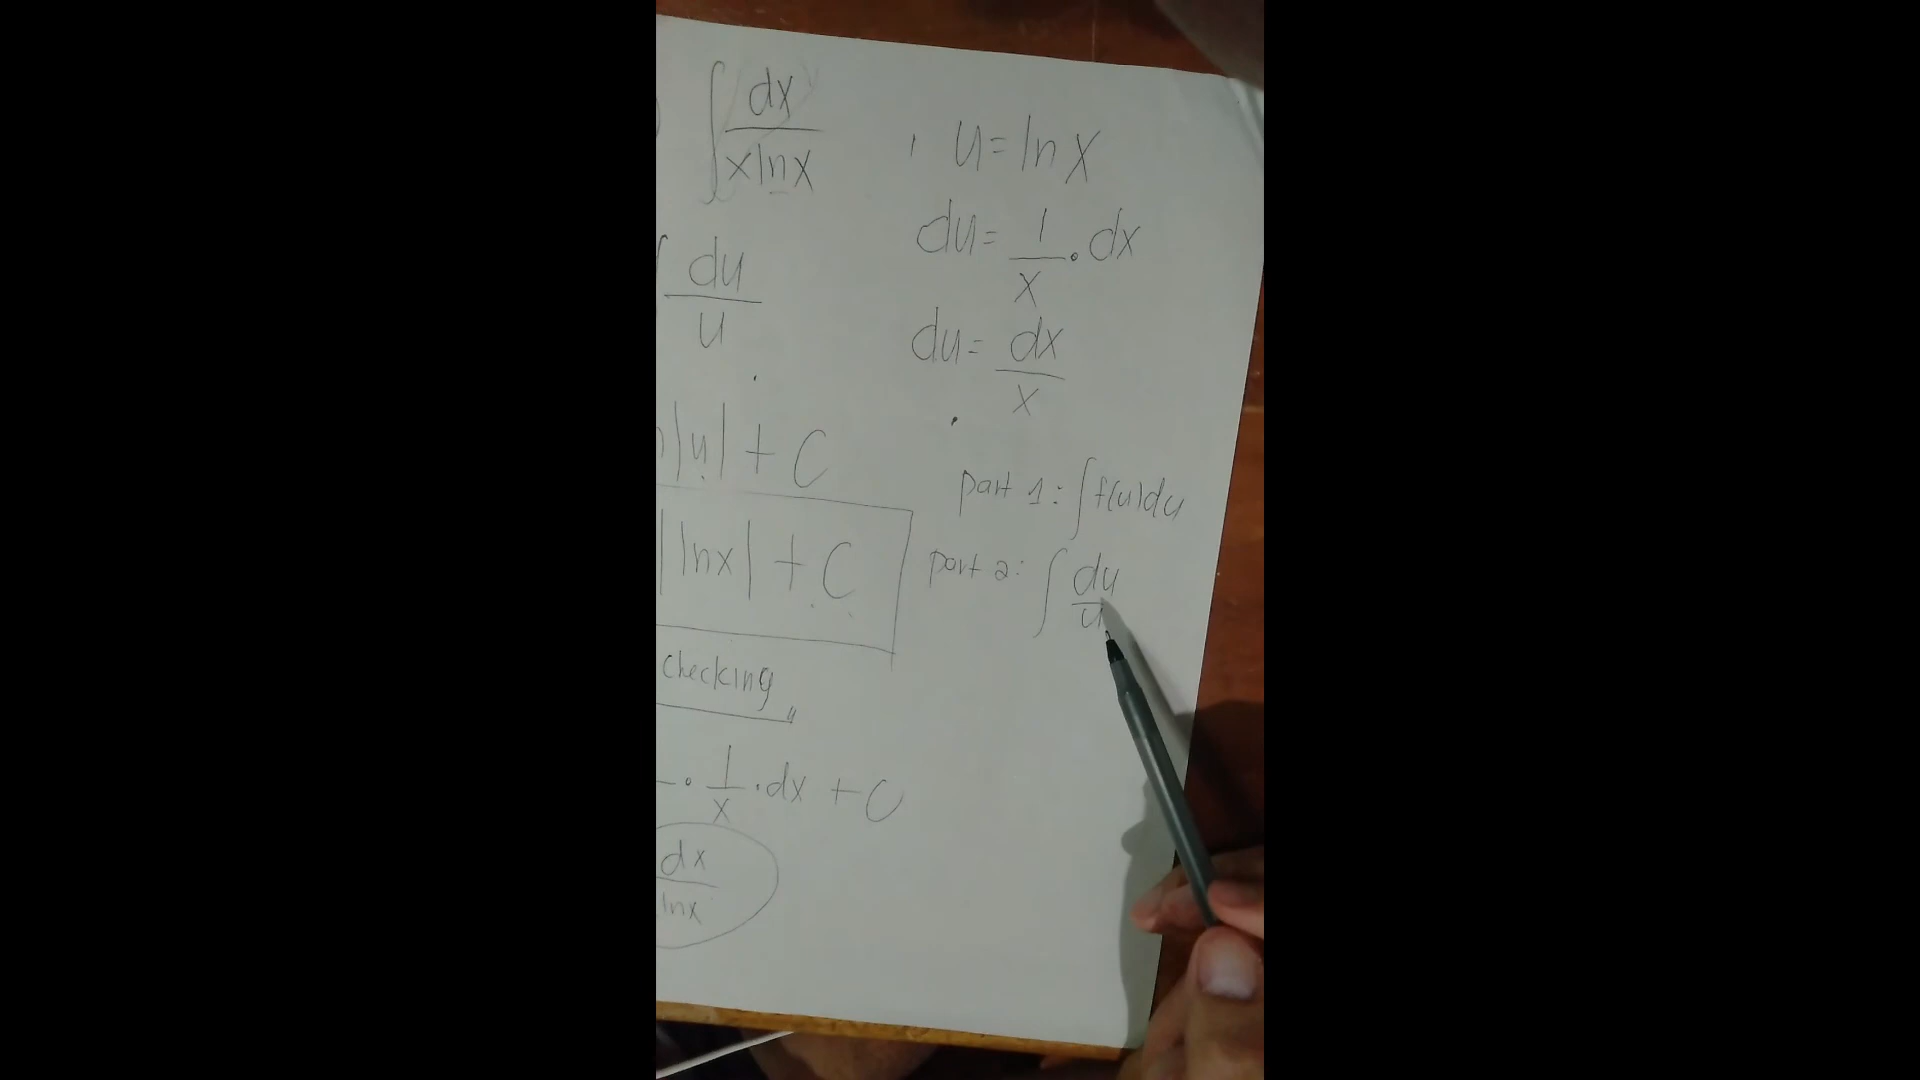 ∫ dx / x ln x , u = ln x
du = 1/x · dx
∫ du/u
du = dx/x
|u| + C
part 1: ∫ f(u) du
| ln x | + C
part 2: ∫ du/u
Checking
· 1/x · dx + C
dx
ln x